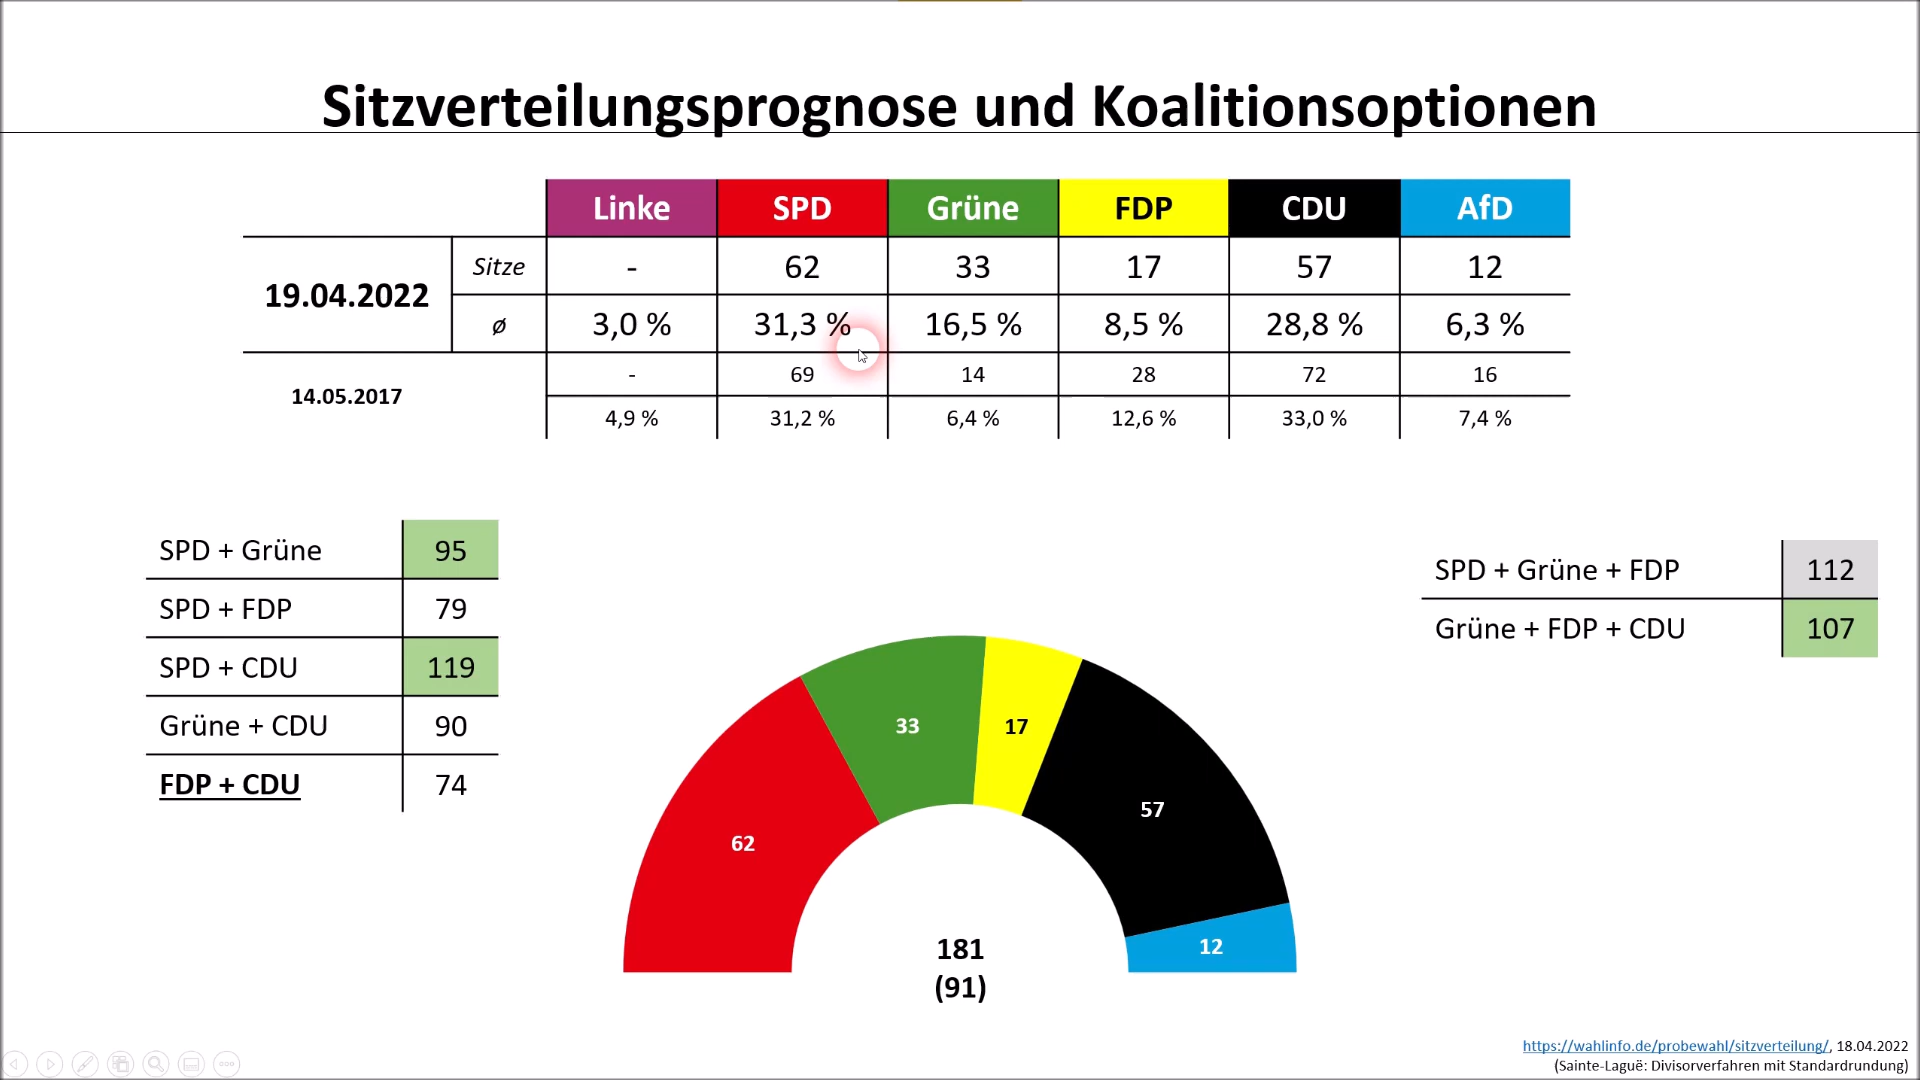 Sitzverteilungsprognose und Koalitionsoptionen
Linke SPD Grüne FDP CDU AfD
19.04.2022 Sitze - 62 33 17 57 12
ø 3,0 % 31,3 % 16,5 % 8,5 % 28,8 % 6,3 %
14.05.2017 - 69 14 28 72 16
4,9 % 31,2 % 6,4 % 12,6 % 33,0 % 7,4 %
SPD + Grüne 95
SPD + FDP 79
SPD + CDU 119
Grüne + CDU 90
FDP + CDU 74
SPD + Grüne + FDP 112
Grüne + FDP + CDU 107
62
33
17
57
12
181
(91)
https://wahlinfo.de/probewahl/sitzverteilung/, 18.04.2022
(Sainte-Laguë: Divisorverfahren mit Standardrundung)